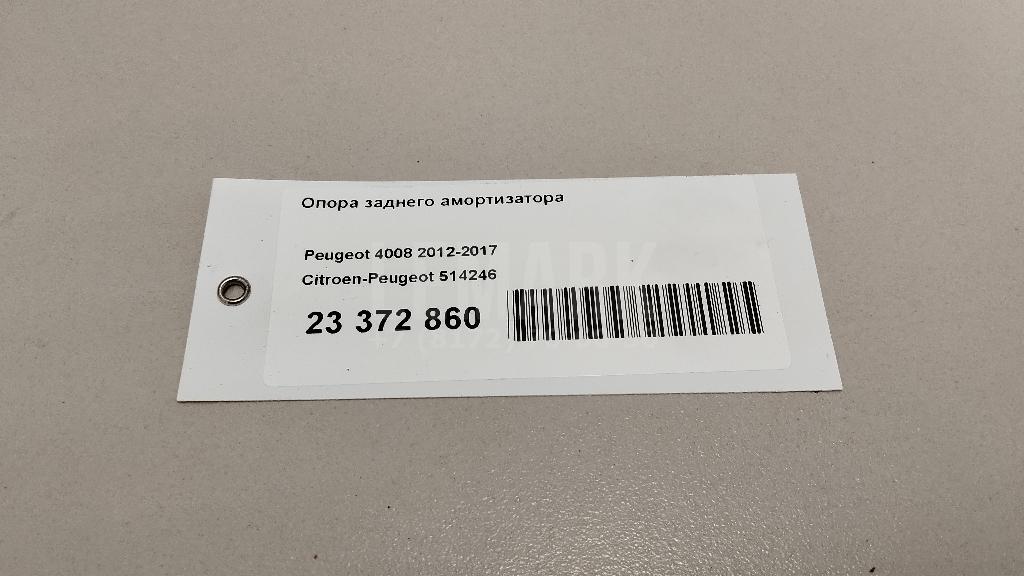 Опора заднего амортизатора
Peugeot 4008 2012-2017
Citroen-Peugeot 514246
23 372 860